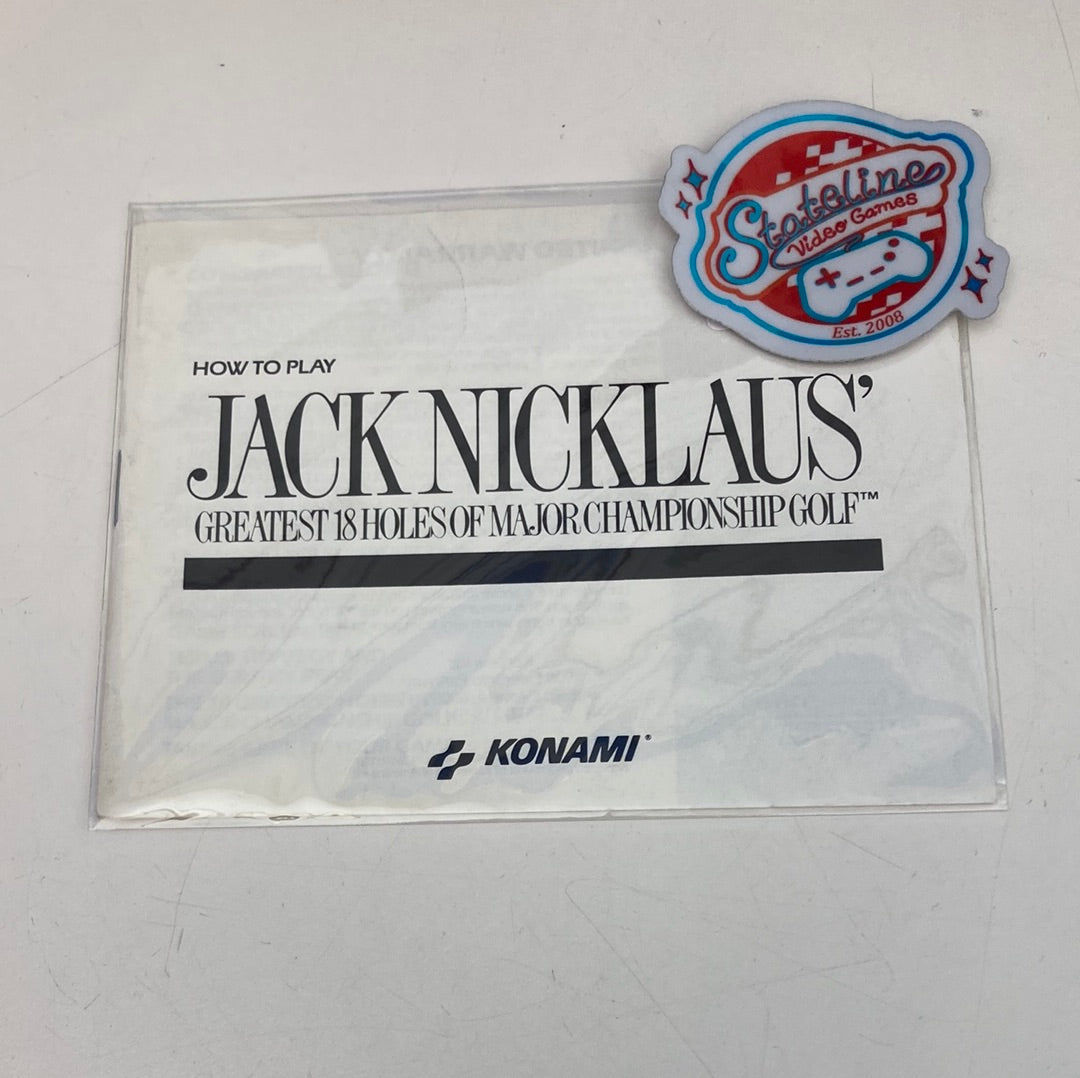 Stateline
Video Games
Est. 2008
HOW TO PLAY
JACK NICKLAUS’
GREATEST 18 HOLES OF MAJOR CHAMPIONSHIP GOLF™
KONAMI®